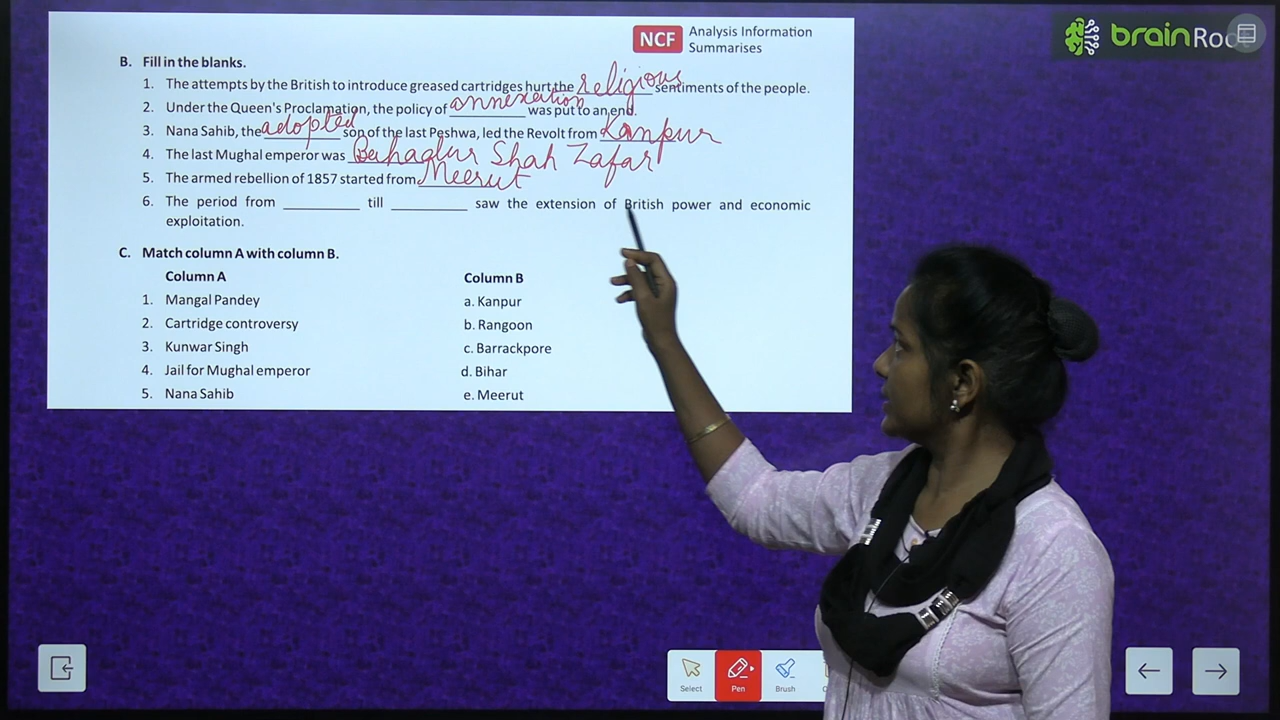 NCF Analysis Information
Summarises
brainRoot
B. Fill in the blanks.
1. The attempts by the British to introduce greased cartridges hurt the religious sentiments of the people.
2. Under the Queen's Proclamation, the policy of annexation was put to an end.
3. Nana Sahib, the adopted son of the last Peshwa, led the Revolt from Kanpur
4. The last Mughal emperor was Bahadur Shah Zafar
5. The armed rebellion of 1857 started from Meerut
6. The period from __________ till __________ saw the extension of British power and economic
exploitation.
C. Match column A with column B.
Column A Column B
1. Mangal Pandey a. Kanpur
2. Cartridge controversy b. Rangoon
3. Kunwar Singh c. Barrackpore
4. Jail for Mughal emperor d. Bihar
5. Nana Sahib e. Meerut
Select Pen Brush